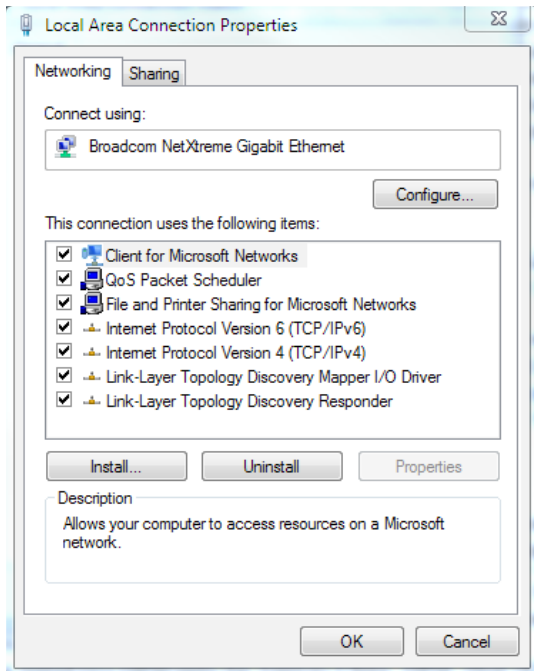 Local Area Connection Properties
Networking
Sharing
Connect using:
Broadcom NetXtreme Gigabit Ethernet
Configure...
This connection uses the following items:
Client for Microsoft Networks
QoS Packet Scheduler
File and Printer Sharing for Microsoft Networks
Internet Protocol Version 6 (TCP/IPv6)
Internet Protocol Version 4 (TCP/IPv4)
Link-Layer Topology Discovery Mapper I/O Driver
Link-Layer Topology Discovery Responder
Install...
Uninstall
Properties
Description
Allows your computer to access resources on a Microsoft
network.
OK
Cancel